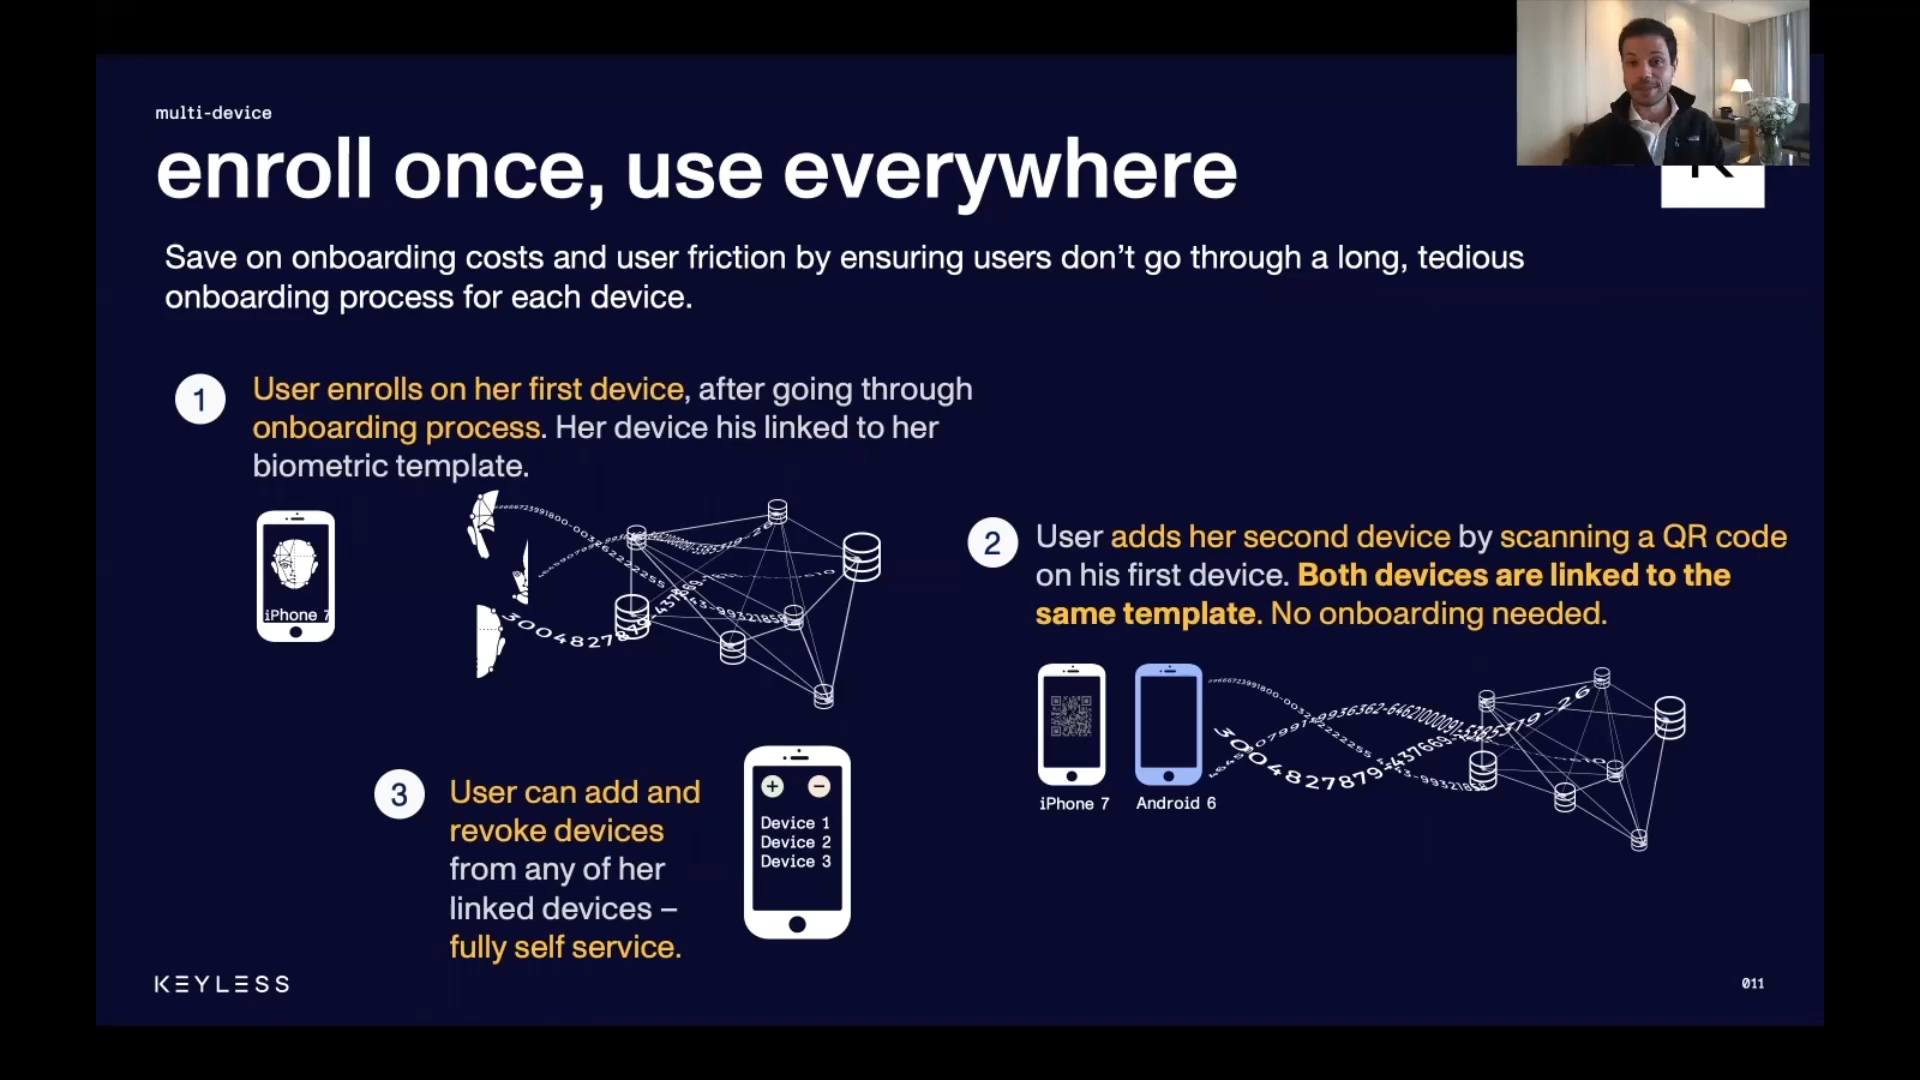 multi-device
enroll once, use everywhere
Save on onboarding costs and user friction by ensuring users don't go through a long, tedious
onboarding process for each device.
1
User enrolls on her first device, after going through
onboarding process. Her device his linked to her
biometric template.
iPhone 7
2
User adds her second device by scanning a QR code
on his first device. Both devices are linked to the
same template. No onboarding needed.
iPhone 7
Android 6
3
User can add and
revoke devices
from any of her
linked devices –
fully self service.
+ −
Device 1
Device 2
Device 3
KEYLESS
011